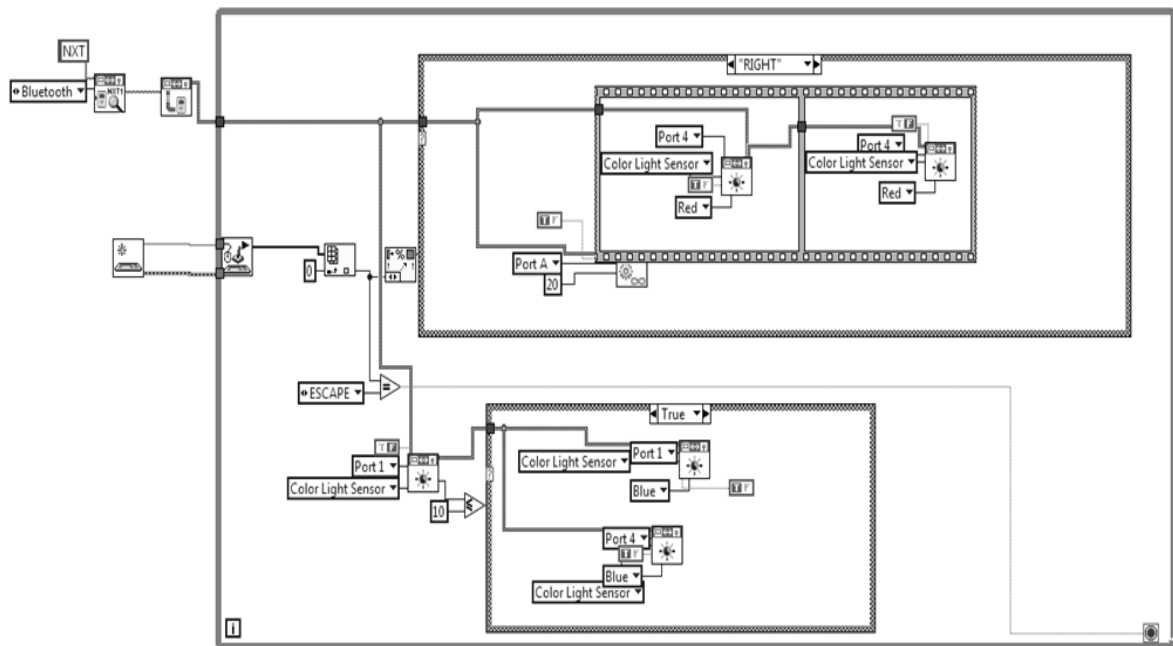 NXT
Bluetooth
NXT1
"RIGHT"
Port 4
Color Light Sensor
T F
Red
T F
Port 4
Color Light Sensor
Red
T F
Port A
20
0
%
ESCAPE
=
T F
Port 1
Color Light Sensor
10
True
Port 1
Color Light Sensor
Blue
T F
Port 4
T F
Blue
Color Light Sensor
i